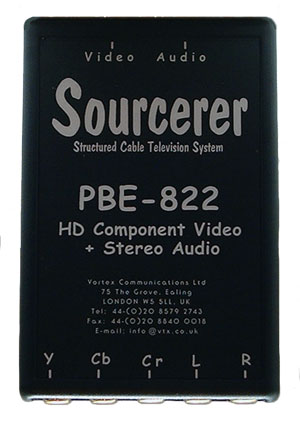 Video Audio
Sourcerer
Structured Cable Television System
PBE-822
HD Component Video
+ Stereo Audio
Vortex Communications Ltd
75 The Grove, Ealing
LONDON W5 5LL, UK
Tel: 44-(0)20 8579 2743
Fax: 44-(0)20 8840 0018
E-mail: info @vtx.co.uk
Y Cb Cr L R